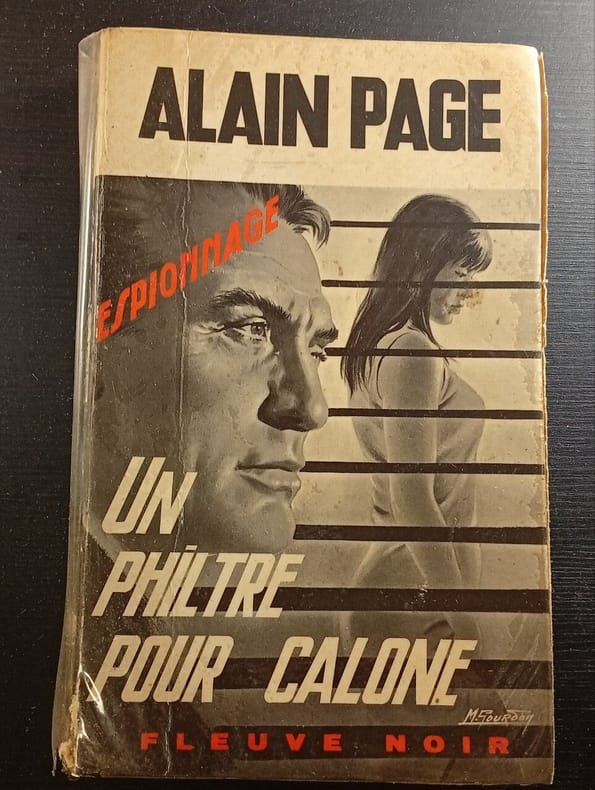 ALAIN PAGE
ESPIONNAGE
UN
PHILTRE
POUR CALONE
M. GOURDON
FLEUVE NOIR